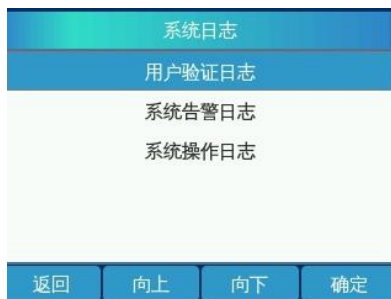 系统日志
用户验证日志
系统告警日志
系统操作日志
返回 向上 向下 确定